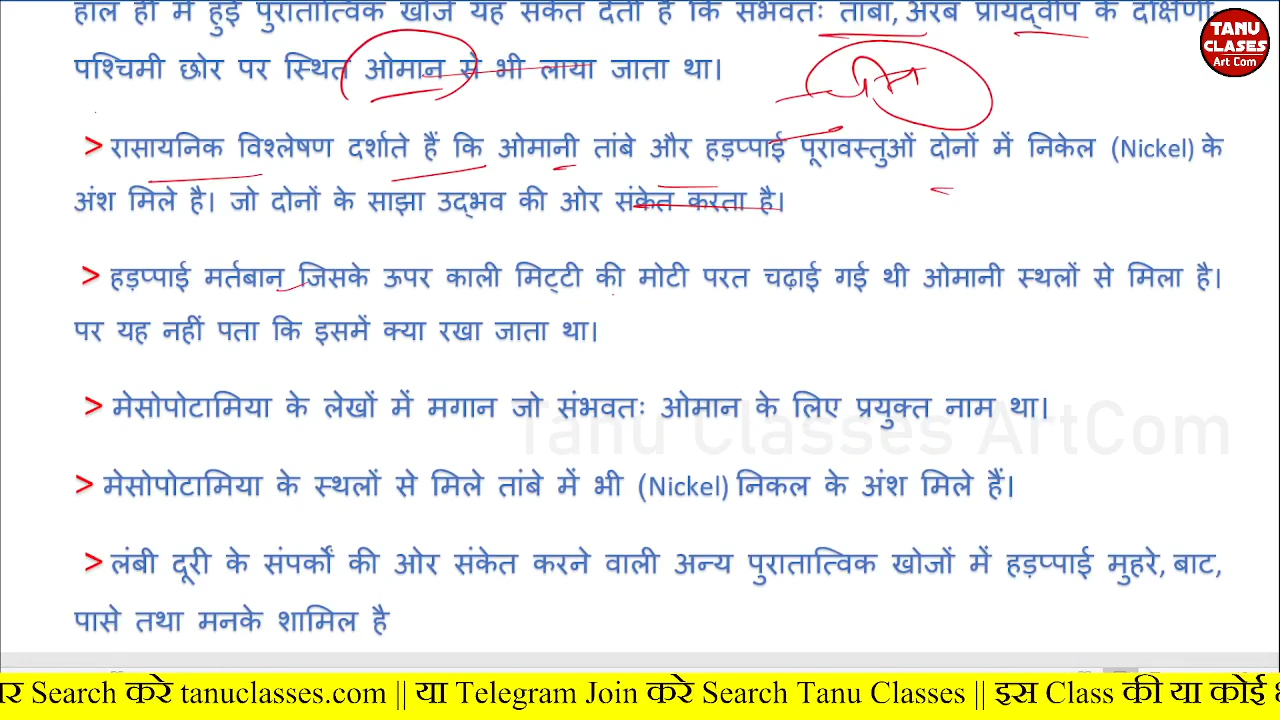 हाल ही में हुई पुरातात्विक खोजें यह संकेत देती हैं कि संभवतः तांबा, अरब प्रायद्वीप के दक्षिणी-
पश्चिमी छोर पर स्थित ओमान से भी लाया जाता था।
> रासायनिक विश्लेषण दर्शाते हैं कि ओमानी तांबे और हड़प्पाई पूरावस्तुओं दोनों में निकेल (Nickel) के
अंश मिले है। जो दोनों के साझा उद्भव की ओर संकेत करता है।
> हड़प्पाई मर्तबान जिसके ऊपर काली मिट्टी की मोटी परत चढ़ाई गई थी ओमानी स्थलों से मिला है।
पर यह नहीं पता कि इसमें क्या रखा जाता था।
> मेसोपोटामिया के लेखों में मगान जो संभवतः ओमान के लिए प्रयुक्त नाम था।
> मेसोपोटामिया के स्थलों से मिले तांबे में भी (Nickel) निकल के अंश मिले हैं।
> लंबी दूरी के संपर्कों की ओर संकेत करने वाली अन्य पुरातात्विक खोजों में हड़प्पाई मुहरे, बाट,
पासे तथा मनके शामिल है
TANU
CLASES
Art Com
Tanu Classes ArtCom
Search करे tanuclasses.com || या Telegram Join करे Search Tanu Classes || इस Class की या कोई